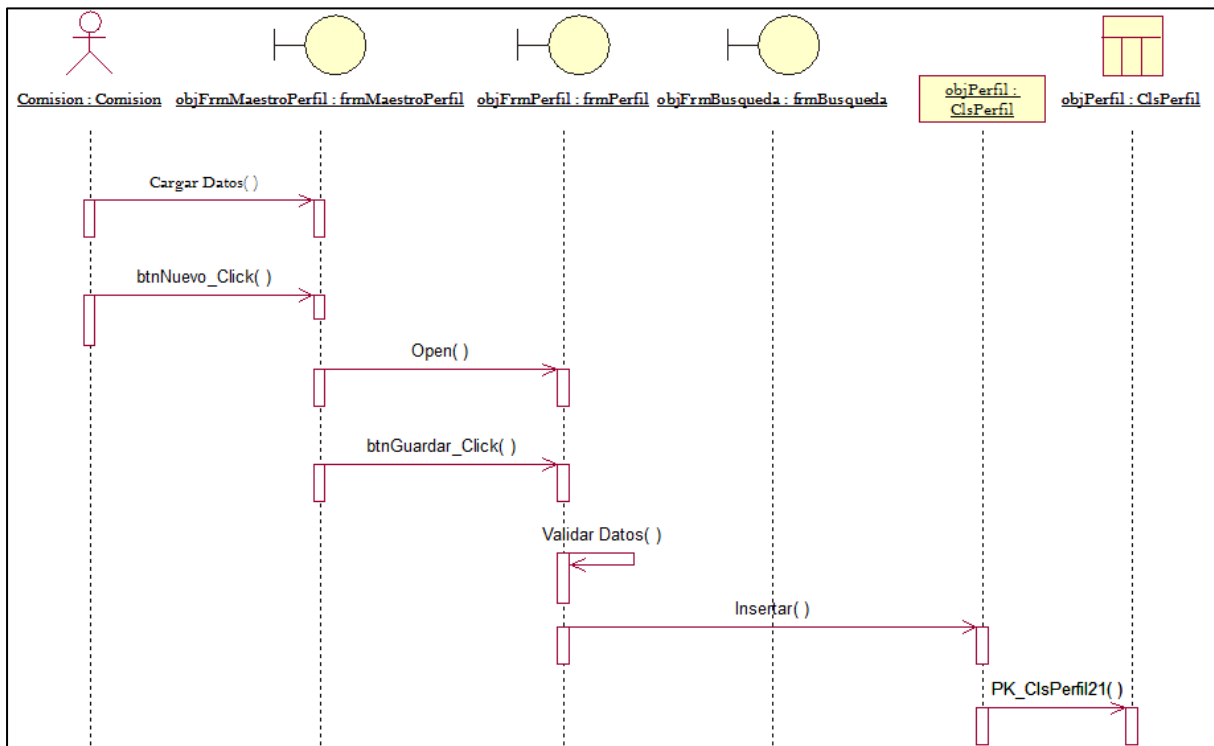 Comision : Comision
objFrmMaestroPerfil : frmMaestroPerfil
objFrmPerfil : frmPerfil
objFrmBusqueda : frmBusqueda
objPerfil :
ClsPerfil
objPerfil : ClsPerfil
Cargar Datos( )
btnNuevo_Click( )
Open( )
btnGuardar_Click( )
Validar Datos( )
Insertar( )
PK_ClsPerfil21( )